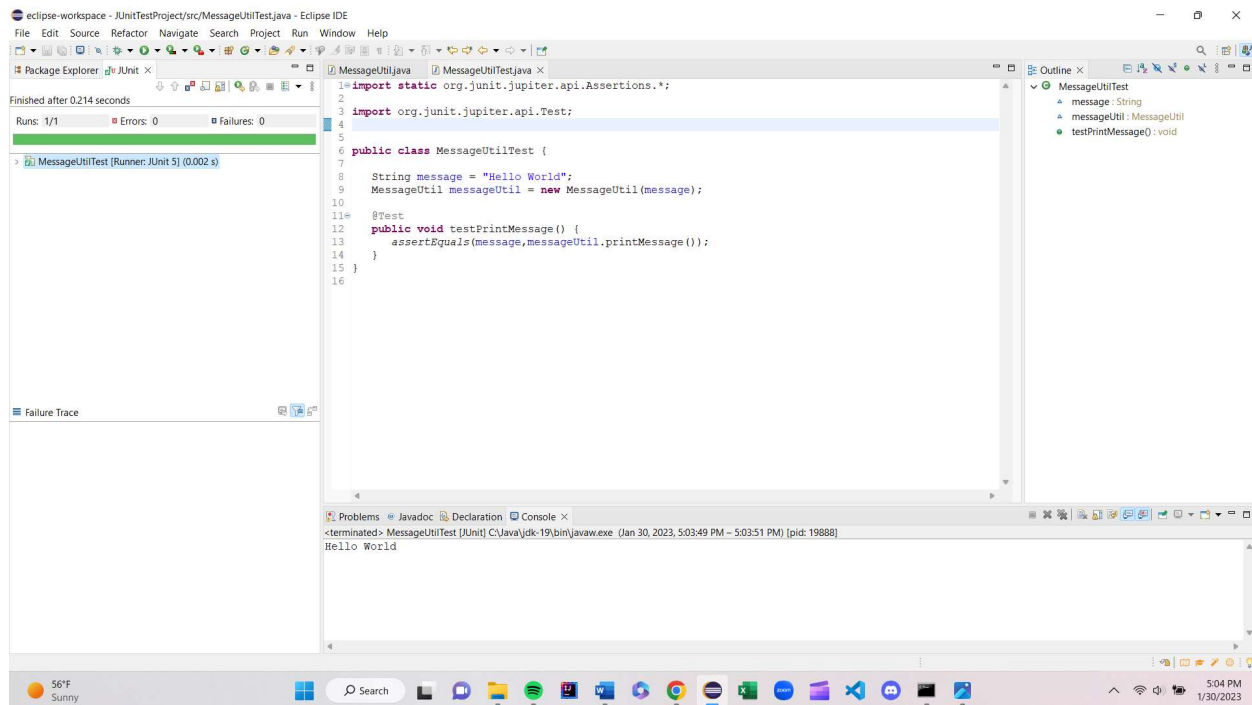 eclipse-workspace - JUnitTestProject/src/MessageUtilTest.java - Eclipse IDE
File Edit Source Refactor Navigate Search Project Run Window Help
Package Explorer JUnit
Finished after 0.214 seconds
Runs: 1/1 Errors: 0 Failures: 0
MessageUtilTest [Runner: JUnit 5] (0.002 s)
Failure Trace
MessageUtil.java MessageUtilTest.java
1 import static org.junit.jupiter.api.Assertions.*;
2
3 import org.junit.jupiter.api.Test;
4
5
6 public class MessageUtilTest {
7
8 String message = "Hello World";
9 MessageUtil messageUtil = new MessageUtil(message);
10
11 @Test
12 public void testPrintMessage() {
13 assertEquals(message,messageUtil.printMessage());
14 }
15 }
16
Outline
MessageUtilTest
message : String
messageUtil : MessageUtil
testPrintMessage() : void
Problems Javadoc Declaration Console
<terminated> MessageUtilTest [JUnit] C:\Java\jdk-19\bin\javaw.exe (Jan 30, 2023, 5:03:49 PM – 5:03:51 PM) [pid: 19888]
Hello World
56°F
Sunny
Search
zoom
5:04 PM
1/30/2023